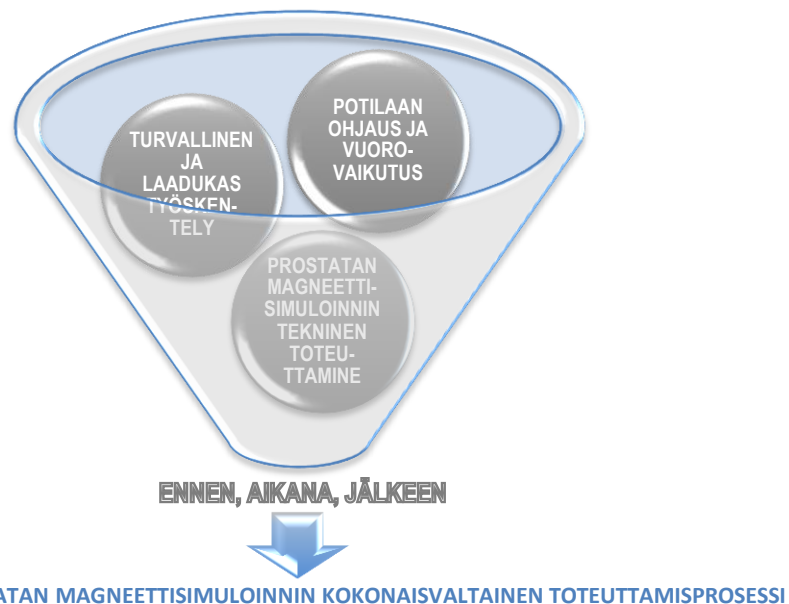 POTILAAN
OHJAUS JA
VUORO-
VAIKUTUS
TURVALLINEN
JA
LAADUKAS
TYÖSKEN-
TELY
PROSTATAN
MAGNEETTI-
SIMULOINNIN
TEKNINEN
TOTEU-
TTAMINE
ENNEN, AIKANA, JÄLKEEN
ATAN MAGNEETTISIMULOINNIN KOKONAISVALTAINEN TOTEUTTAMISPROSESSI